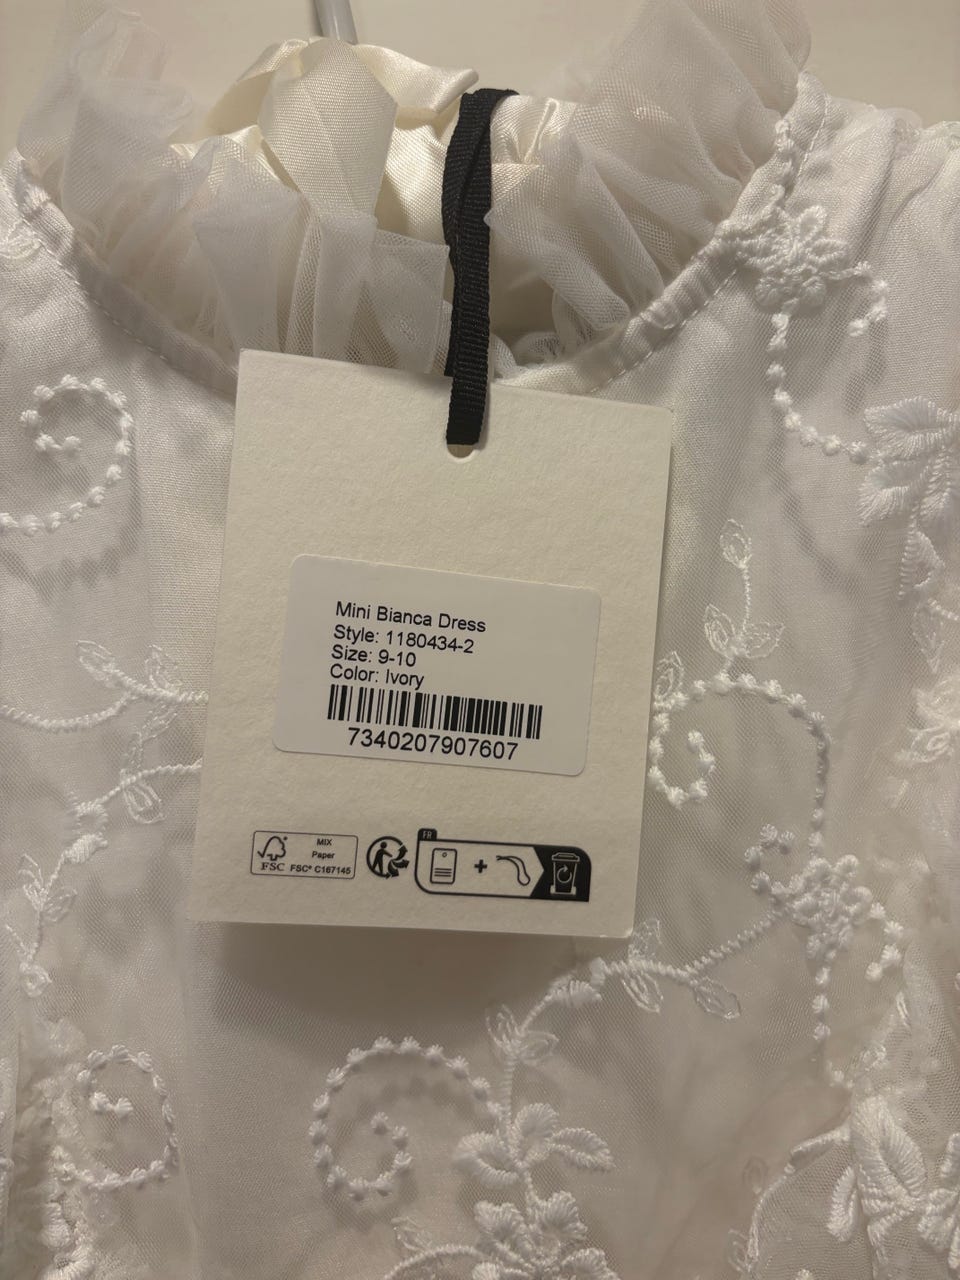 Mini Bianca Dress
Style: 1180434-2
Size: 9-10
Color: Ivory
7340207907607
FR
MIX
Paper
FSC FSC® C167145